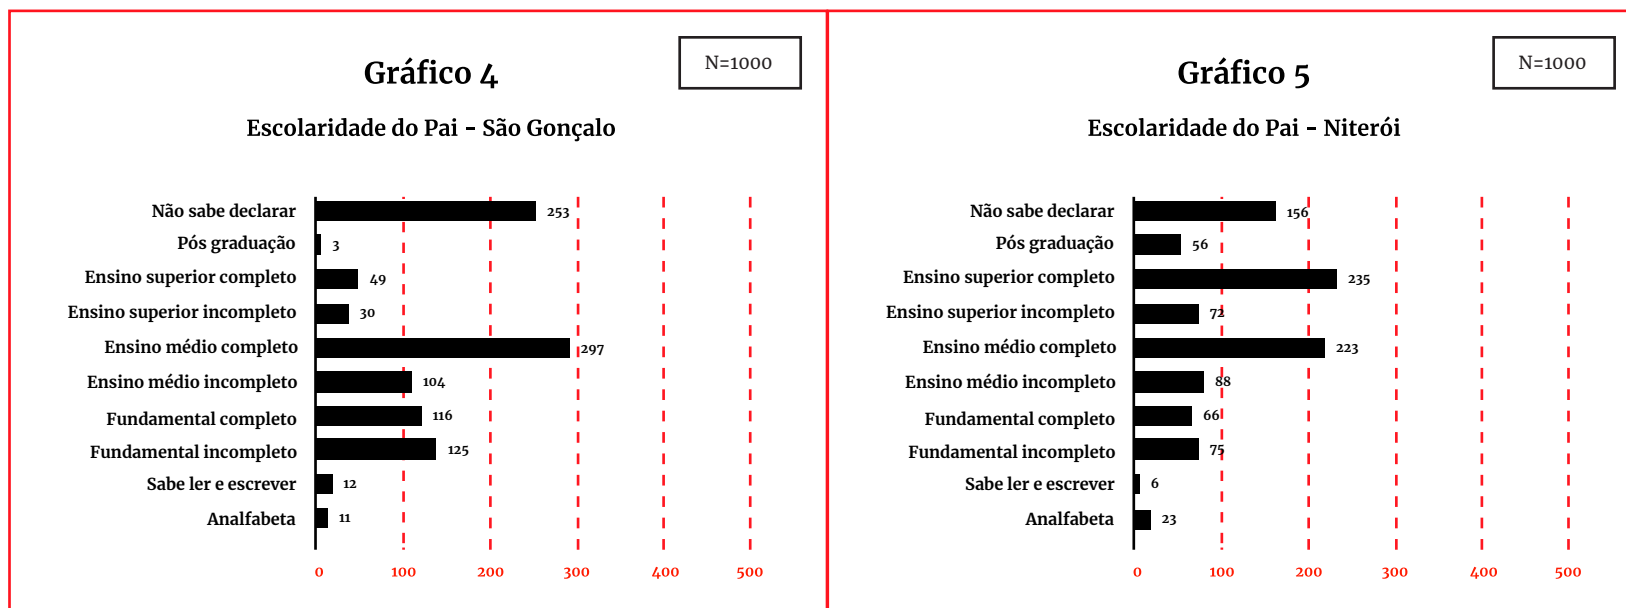 Gráfico 4
N=1000
Escolaridade do Pai - São Gonçalo
Não sabe declarar 253
Pós graduação 3
Ensino superior completo 49
Ensino superior incompleto 30
Ensino médio completo 297
Ensino médio incompleto 104
Fundamental completo 116
Fundamental incompleto 125
Sabe ler e escrever 12
Analfabeta 11
0 100 200 300 400 500
Gráfico 5
N=1000
Escolaridade do Pai - Niterói
Não sabe declarar 156
Pós graduação 56
Ensino superior completo 235
Ensino superior incompleto 72
Ensino médio completo 223
Ensino médio incompleto 88
Fundamental completo 66
Fundamental incompleto 75
Sabe ler e escrever 6
Analfabeta 23
0 100 200 300 400 500